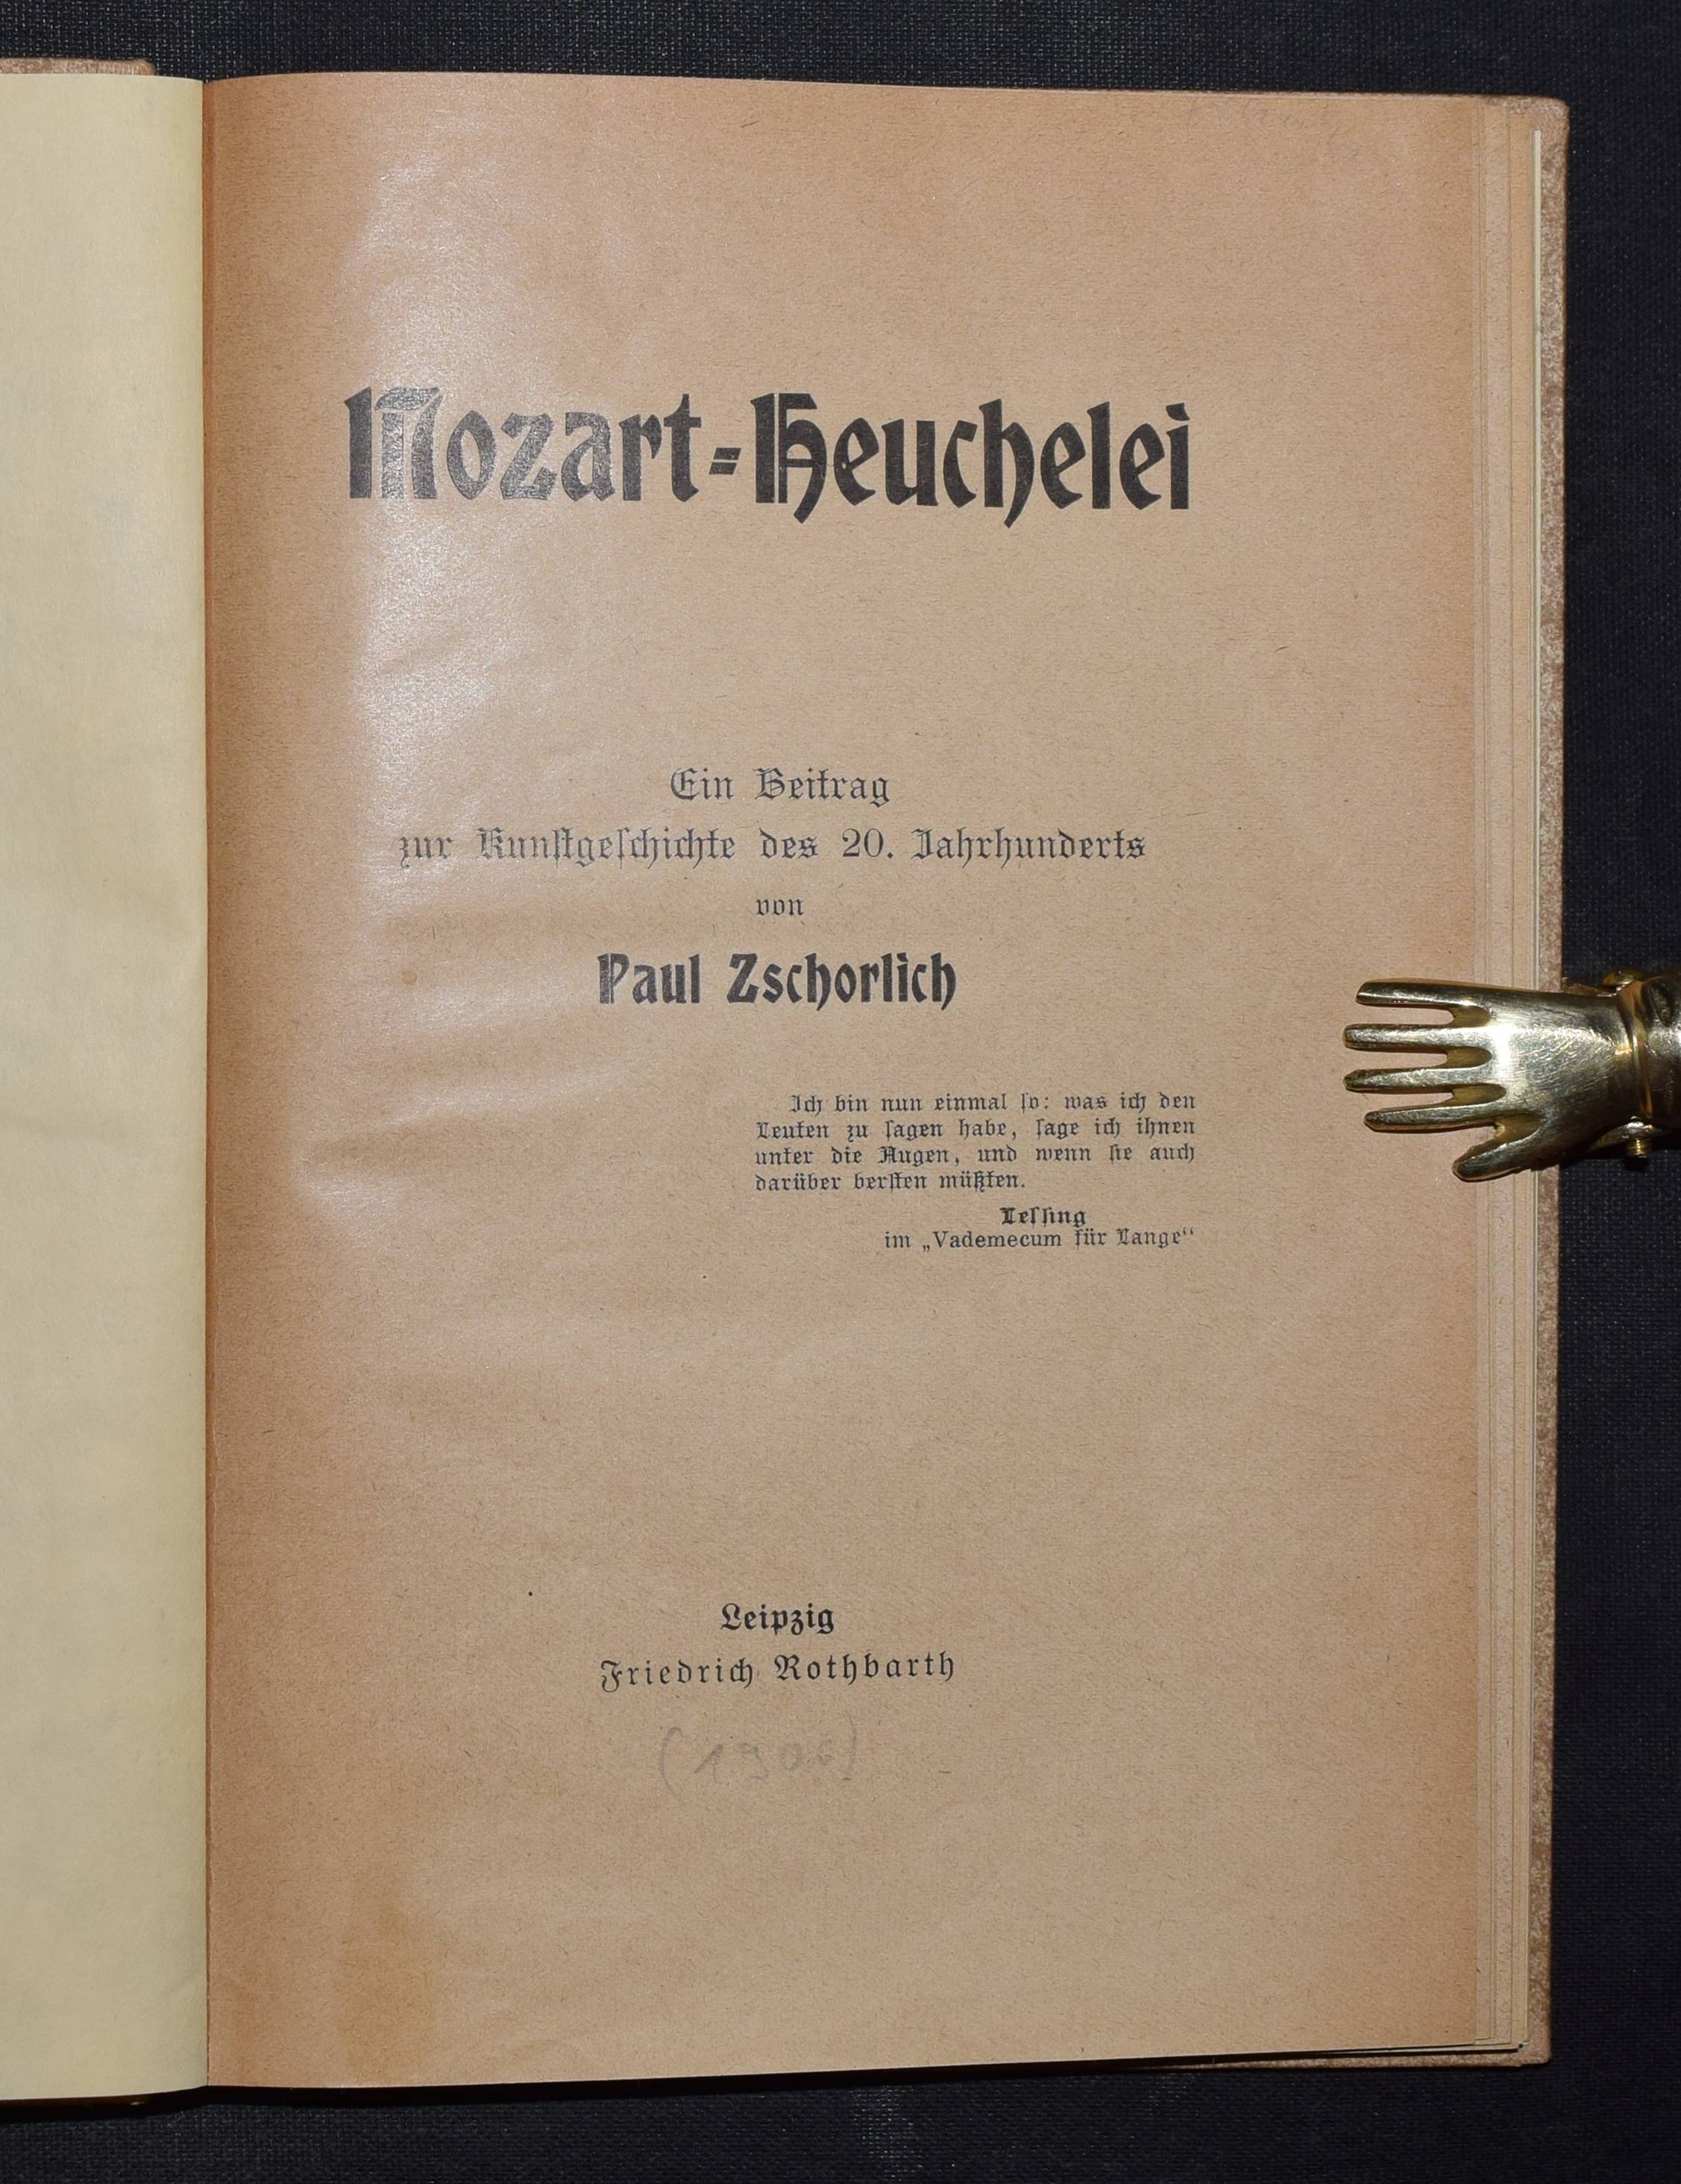 Mozart=Heuchelei
Ein Beitrag
zur Kunstgeschichte des 20. Jahrhunderts
von
Paul Zschorlich
Ich bin nun einmal so: was ich den
Leuten zu sagen habe, sage ich ihnen
unter die Augen, und wenn sie auch
darüber bersten müßten.
Lessing
im „Vademecum für Lange“
Leipzig
Friedrich Rothbarth
(1906)